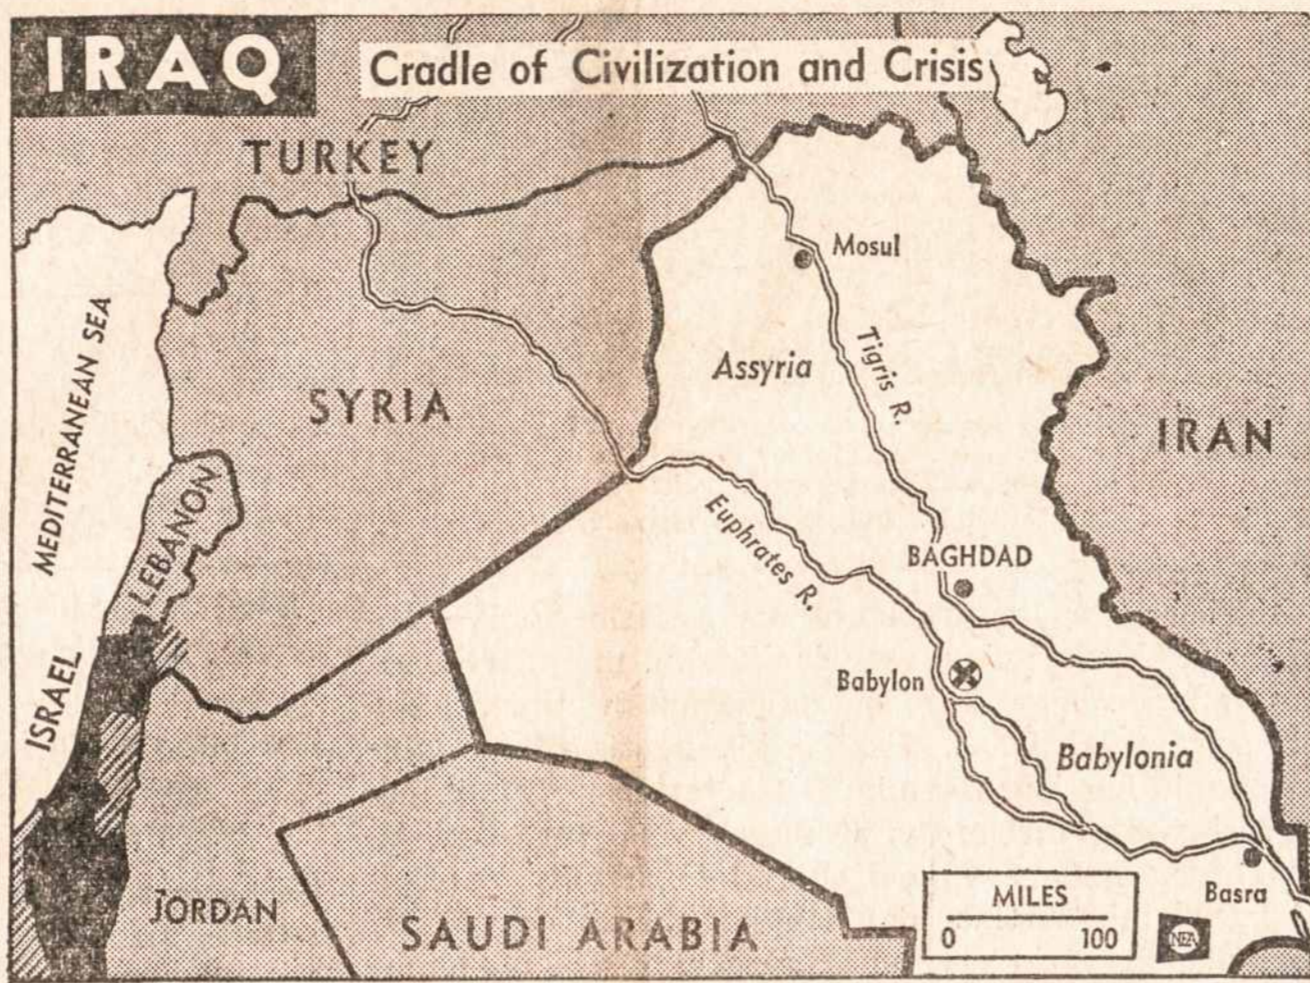 IRAQ
Cradle of Civilization and Crisis
TURKEY
Mosul
MEDITERRANEAN SEA
Tigris R.
Assyria
SYRIA
IRAN
LEBANON
Euphrates R.
BAGHDAD
ISRAEL
Babylon
Babylonia
JORDAN
SAUDI ARABIA
Basra
MILES
0 100
NEA